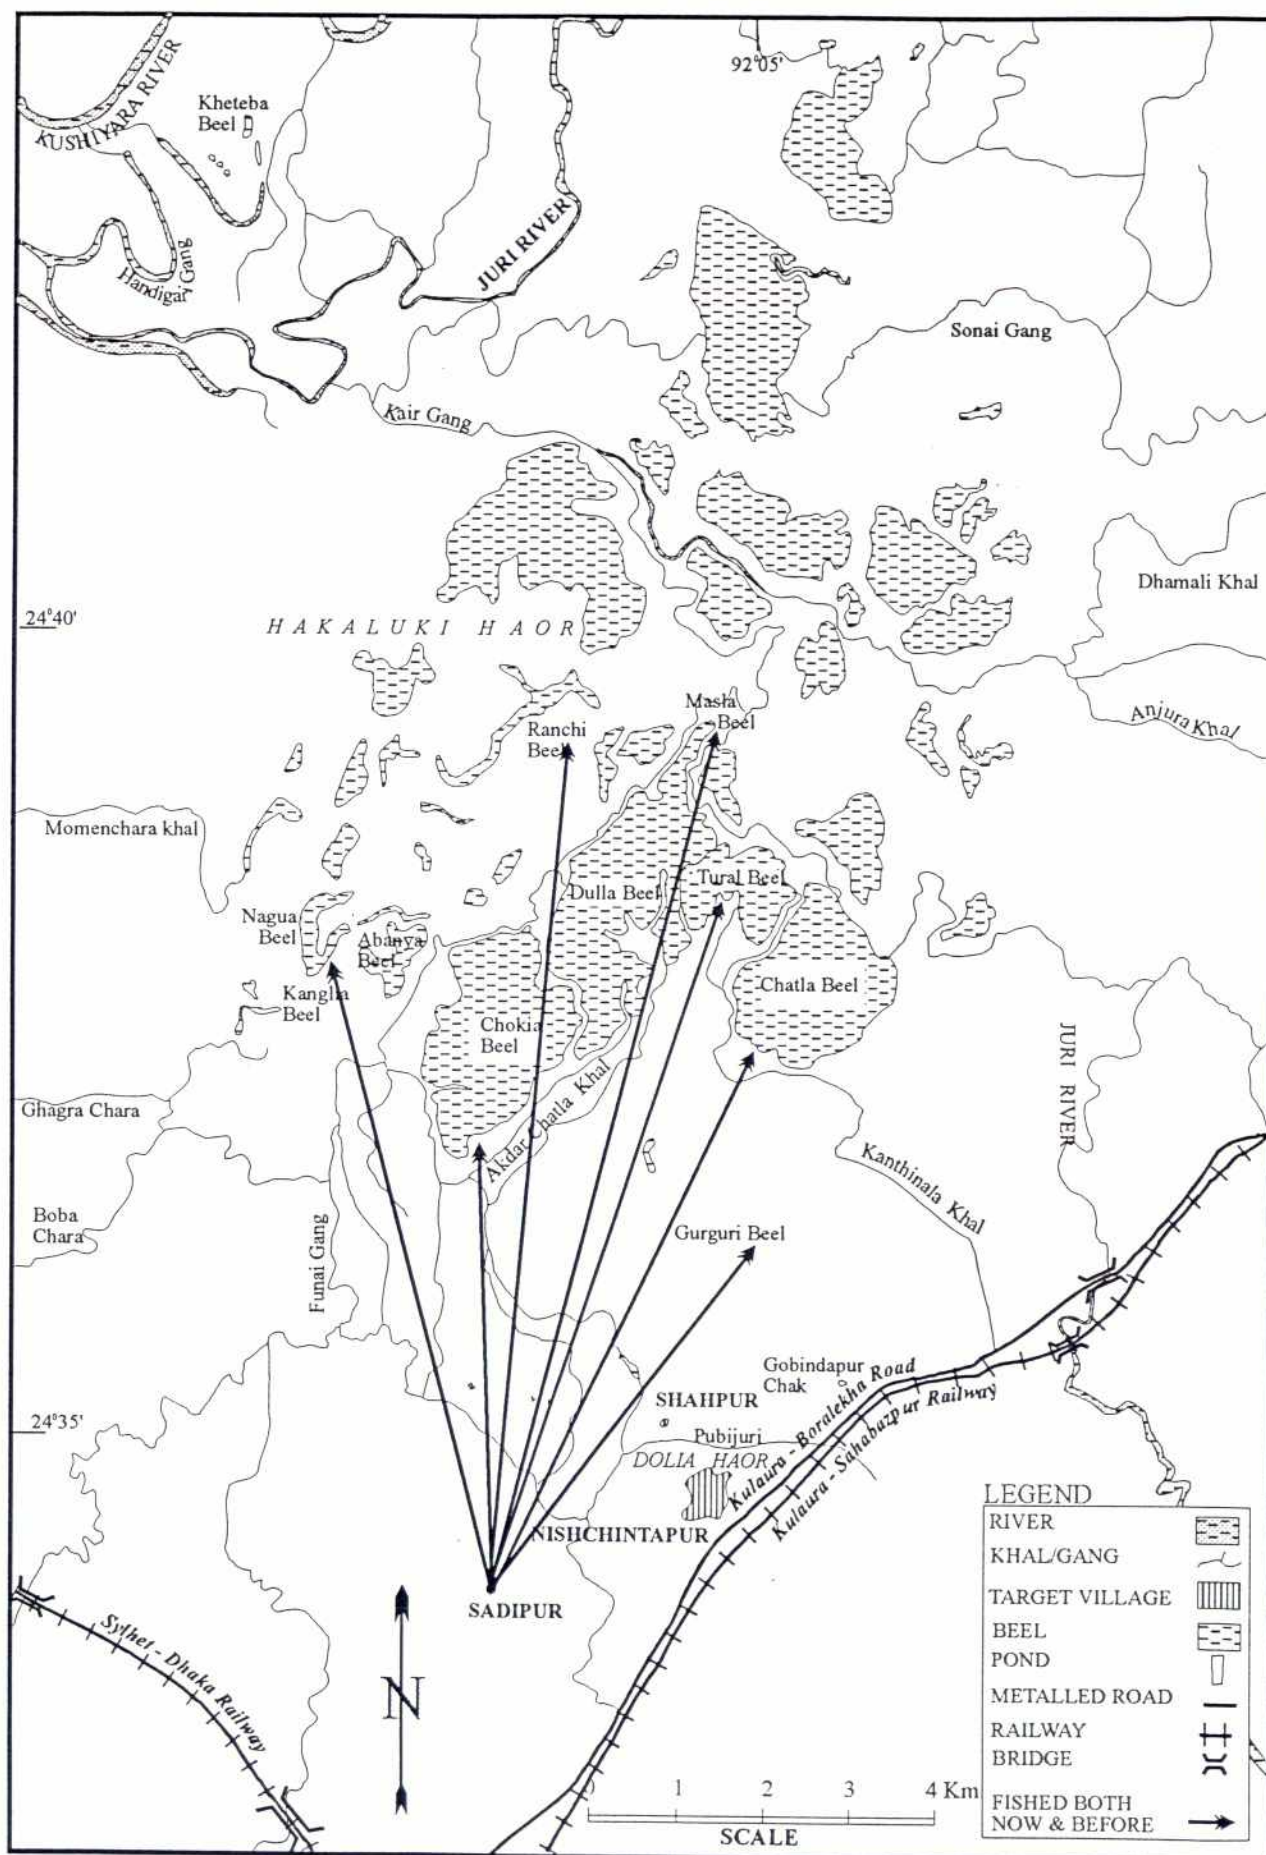 92°05'
KUSHIYARA RIVER
Kheteba
Beel
Handigai Gang
JURI RIVER
Sonai Gang
Kair Gang
Dhamali Khal
24°40'
HAKALUKI HAOR
Masla
Beel
Ranchi
Beel
Anjura Khal
Momenchara khal
Dulla Beel
Tural Beel
Nagua
Beel
Abanya
Beel
Kanglia
Beel
Chatla Beel
Chokia
Beel
JURI RIVER
Ghagra Chara
Akdar Chatla Khal
Kanthinala Khal
Boba
Chara
Funai Gang
Gurguri Beel
Gobindapur
Chak
SHAHPUR
24°35'
Pubijuri
DOLIA HAOR
Kulaura - Boralekha Road
Kulaura - Sahabazpur Railway
NISHCHINTAPUR
SADIPUR
Sylhet - Dhaka Railway
N
LEGEND
RIVER
KHAL/GANG
TARGET VILLAGE
BEEL
POND
METALLED ROAD
RAILWAY
BRIDGE
FISHED BOTH
NOW & BEFORE
0 1 2 3 4 Km
SCALE